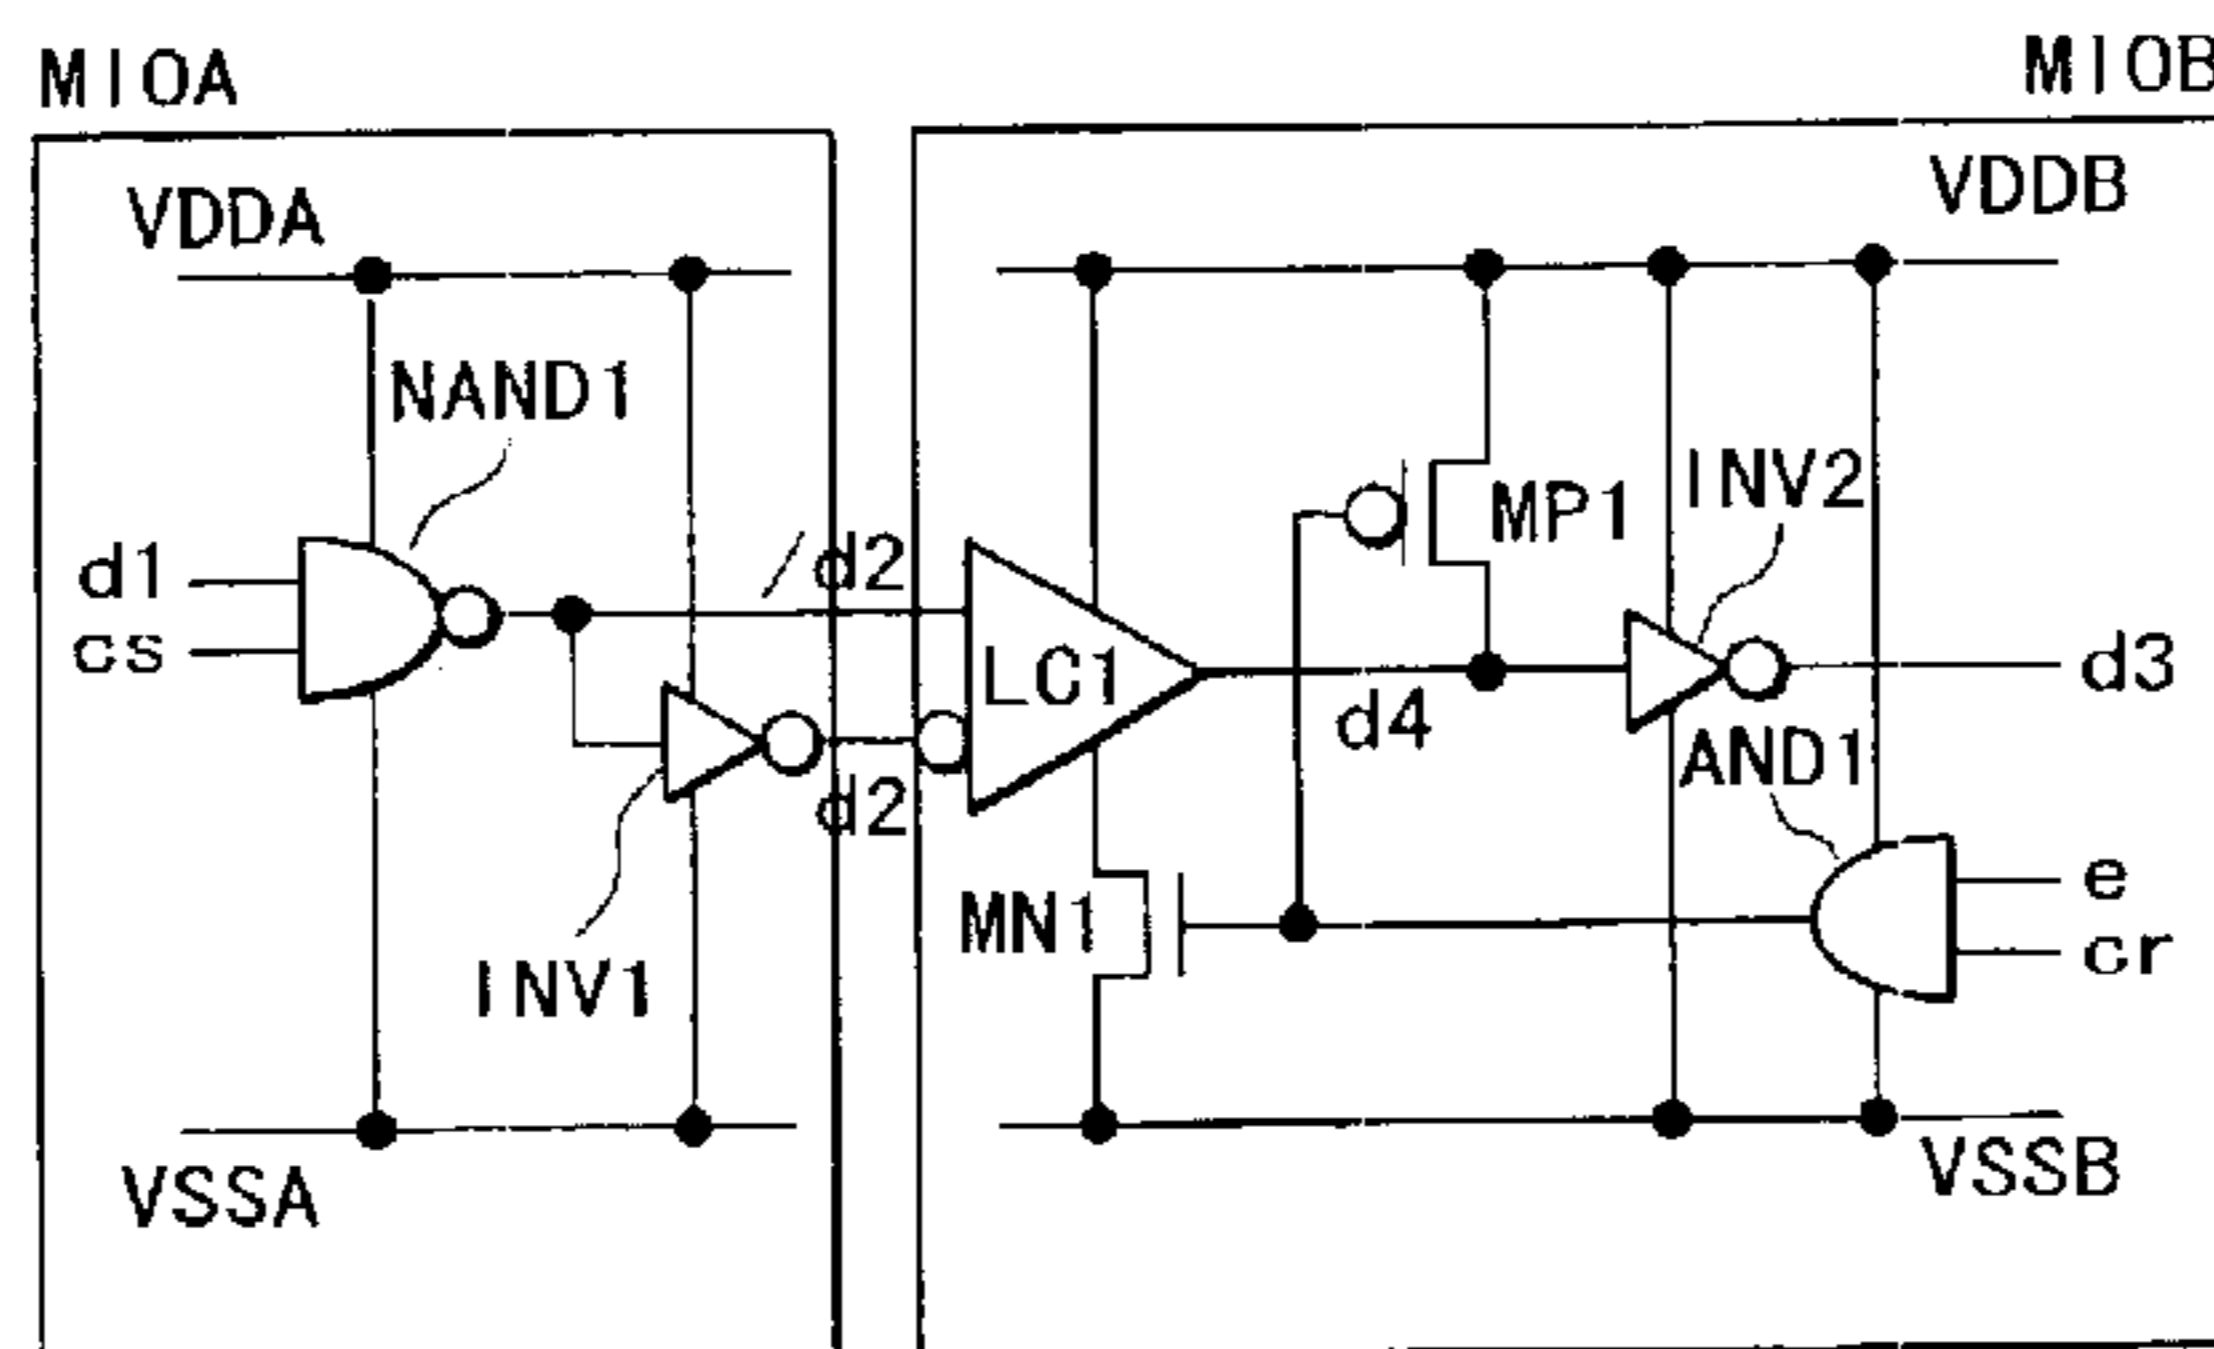 MIOA
MIOB
VDDA
VDDB
NAND1
MP1
INV2
d1
/d2
cs
LC1
d3
d4
d2
AND1
e
MN1
cr
INV1
VSSA
VSSB